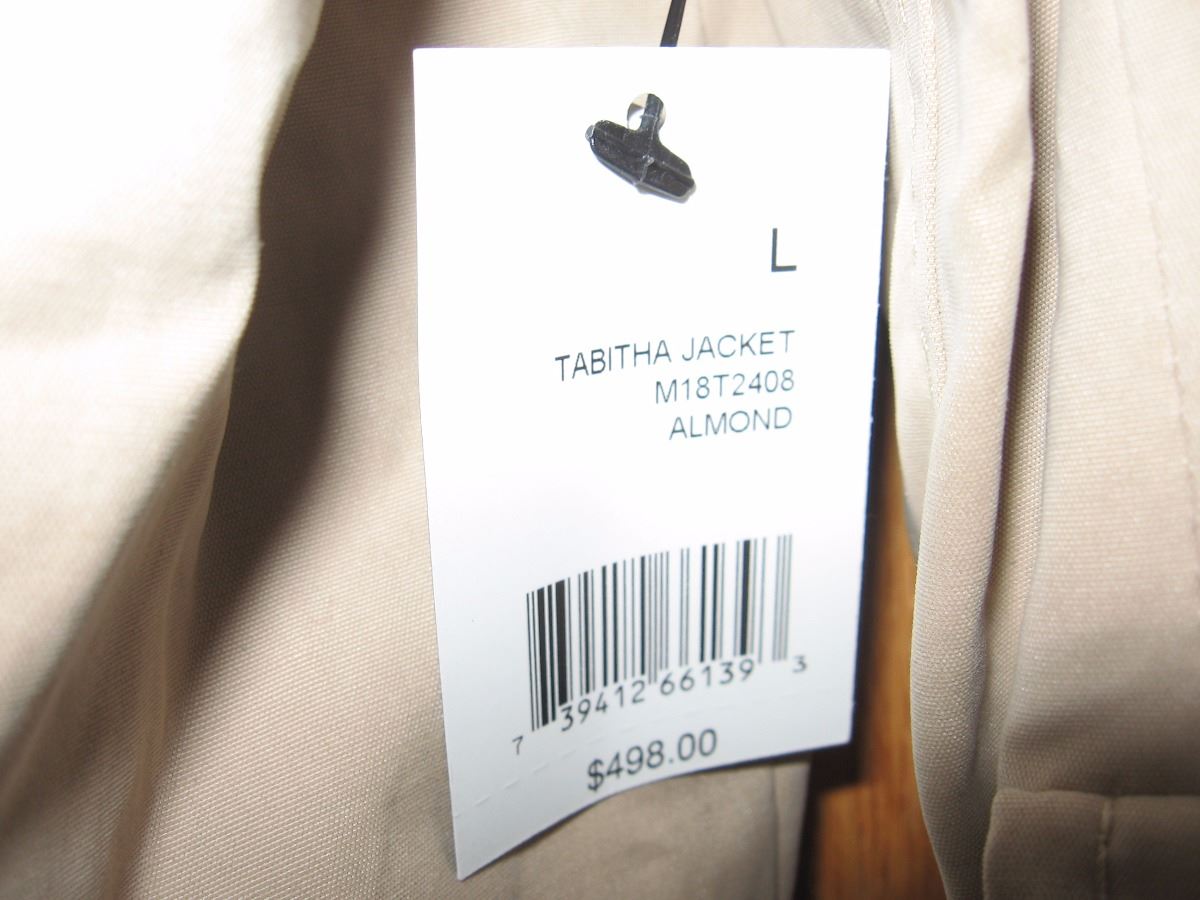 L
TABITHA JACKET
M18T2408
ALMOND
7 39412 66139 3
$498.00